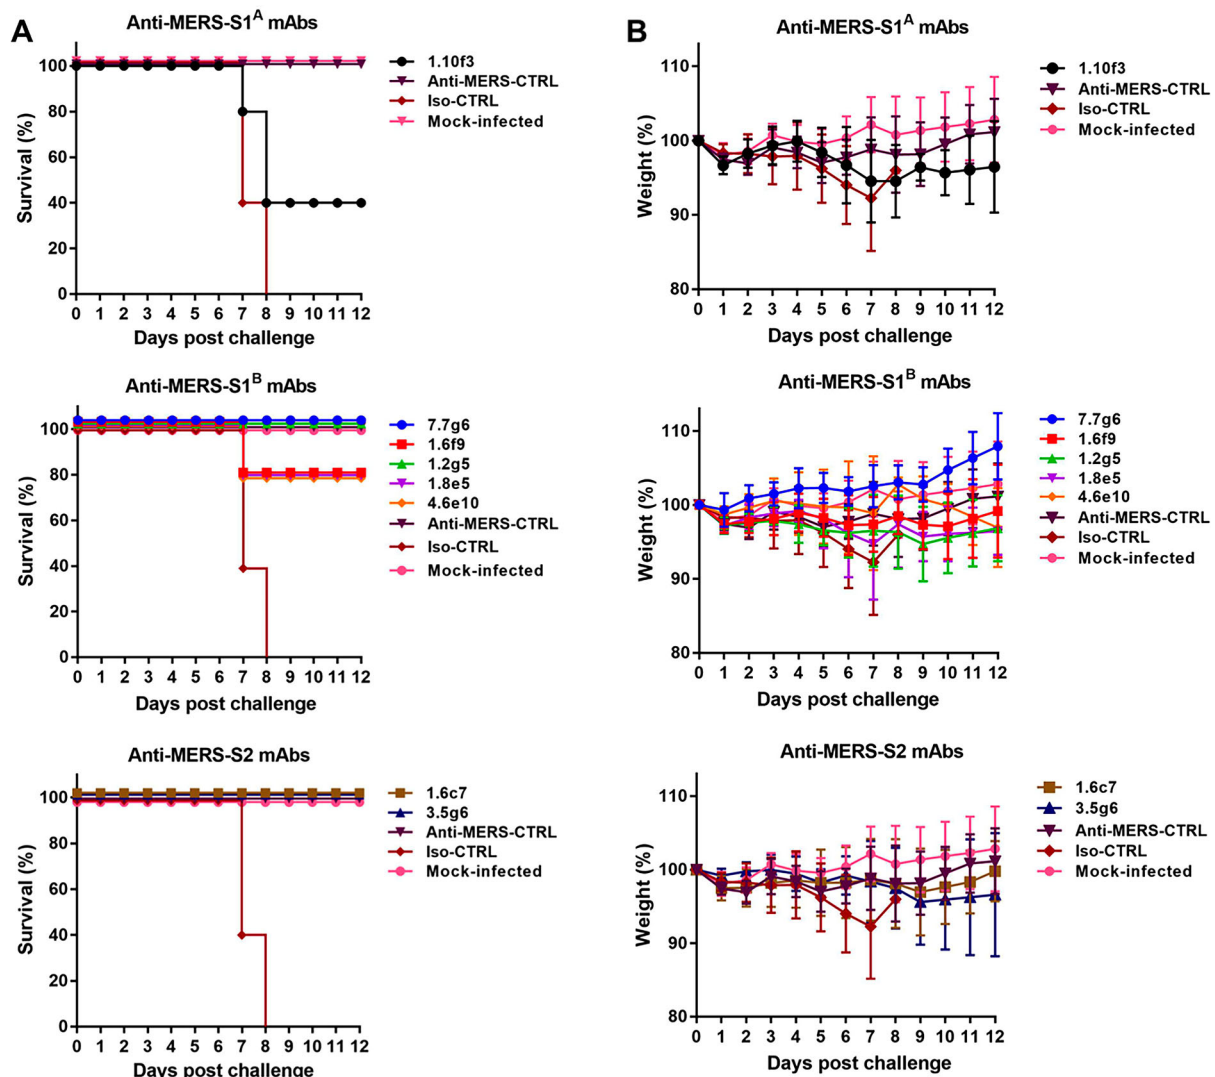 A
Anti-MERS-S1^A mAbs
Survival (%)
100
80
60
40
20
0
0 1 2 3 4 5 6 7 8 9 10 11 12
Days post challenge
1.10f3
Anti-MERS-CTRL
Iso-CTRL
Mock-infected
B
Anti-MERS-S1^A mAbs
Weight (%)
110
100
90
80
0 1 2 3 4 5 6 7 8 9 10 11 12
Days post challenge
1.10f3
Anti-MERS-CTRL
Iso-CTRL
Mock-infected
Anti-MERS-S1^B mAbs
Survival (%)
100
80
60
40
20
0
0 1 2 3 4 5 6 7 8 9 10 11 12
Days post challenge
7.7g6
1.6f9
1.2g5
1.8e5
4.6e10
Anti-MERS-CTRL
Iso-CTRL
Mock-infected
Anti-MERS-S1^B mAbs
Weight (%)
110
100
90
80
0 1 2 3 4 5 6 7 8 9 10 11 12
Days post challenge
7.7g6
1.6f9
1.2g5
1.8e5
4.6e10
Anti-MERS-CTRL
Iso-CTRL
Mock-infected
Anti-MERS-S2 mAbs
Survival (%)
100
80
60
40
20
0
0 1 2 3 4 5 6 7 8 9 10 11 12
Days post challenge
1.6c7
3.5g6
Anti-MERS-CTRL
Iso-CTRL
Mock-infected
Anti-MERS-S2 mAbs
Weight (%)
110
100
90
80
0 1 2 3 4 5 6 7 8 9 10 11 12
Days post challenge
1.6c7
3.5g6
Anti-MERS-CTRL
Iso-CTRL
Mock-infected